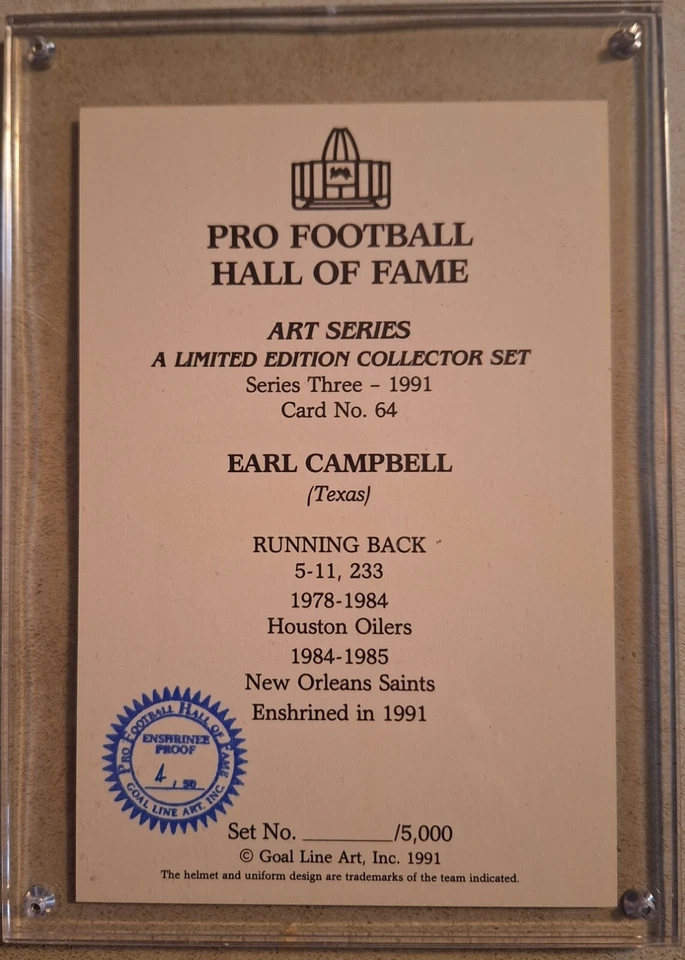 PRO FOOTBALL
HALL OF FAME
ART SERIES
A LIMITED EDITION COLLECTOR SET
Series Three – 1991
Card No. 64
EARL CAMPBELL
(Texas)
RUNNING BACK
5-11, 233
1978-1984
Houston Oilers
1984-1985
New Orleans Saints
Enshrined in 1991
PRO FOOTBALL HALL OF FAME
ENSHRINEE
PROOF
4 / 50
GOAL LINE ART, INC.
Set No. ________/5,000
© Goal Line Art, Inc. 1991
The helmet and uniform design are trademarks of the team indicated.